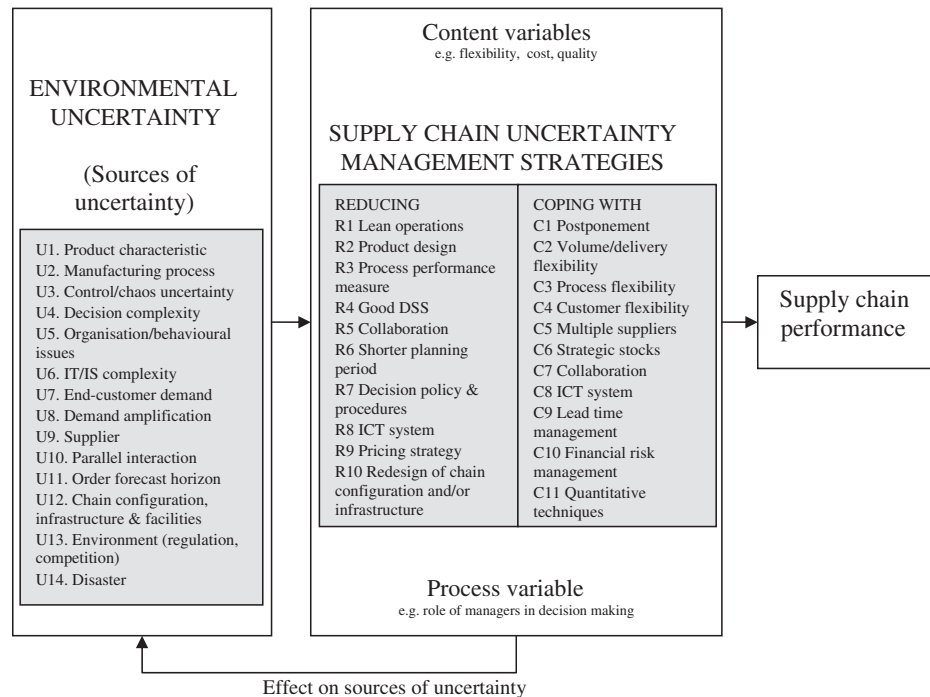 ENVIRONMENTAL
UNCERTAINTY
(Sources of
uncertainty)
U1. Product characteristic
U2. Manufacturing process
U3. Control/chaos uncertainty
U4. Decision complexity
U5. Organisation/behavioural
issues
U6. IT/IS complexity
U7. End-customer demand
U8. Demand amplification
U9. Supplier
U10. Parallel interaction
U11. Order forecast horizon
U12. Chain configuration,
infrastructure & facilities
U13. Environment (regulation,
competition)
U14. Disaster
Content variables
e.g. flexibility, cost, quality
SUPPLY CHAIN UNCERTAINTY
MANAGEMENT STRATEGIES
REDUCING
R1 Lean operations
R2 Product design
R3 Process performance
measure
R4 Good DSS
R5 Collaboration
R6 Shorter planning
period
R7 Decision policy &
procedures
R8 ICT system
R9 Pricing strategy
R10 Redesign of chain
configuration and/or
infrastructure
COPING WITH
C1 Postponement
C2 Volume/delivery
flexibility
C3 Process flexibility
C4 Customer flexibility
C5 Multiple suppliers
C6 Strategic stocks
C7 Collaboration
C8 ICT system
C9 Lead time
management
C10 Financial risk
management
C11 Quantitative
techniques
Process variable
e.g. role of managers in decision making
Supply chain
performance
Effect on sources of uncertainty